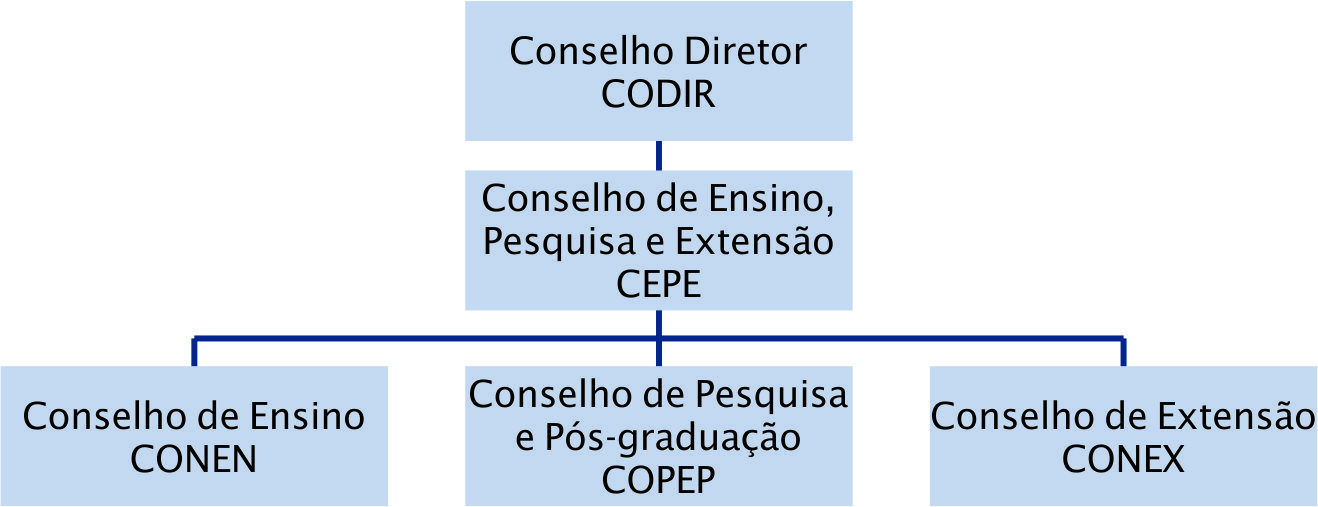 Conselho Diretor
CODIR
Conselho de Ensino,
Pesquisa e Extensão
CEPE
Conselho de Ensino
CONEN
Conselho de Pesquisa
e Pós-graduação
COPEP
Conselho de Extensão
CONEX